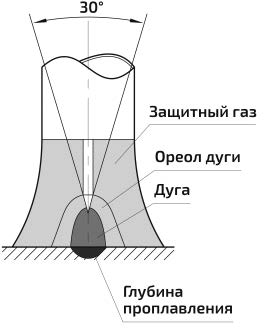 30°
Защитный газ
Ореол дуги
Дуга
Глубина
проплавления